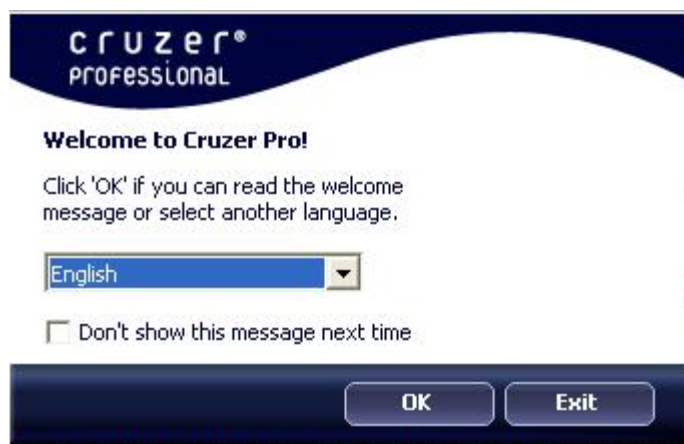 cruzer®
PROFESSIONAL
Welcome to Cruzer Pro!
Click 'OK' if you can read the welcome
message or select another language.
English
Don't show this message next time
OK Exit